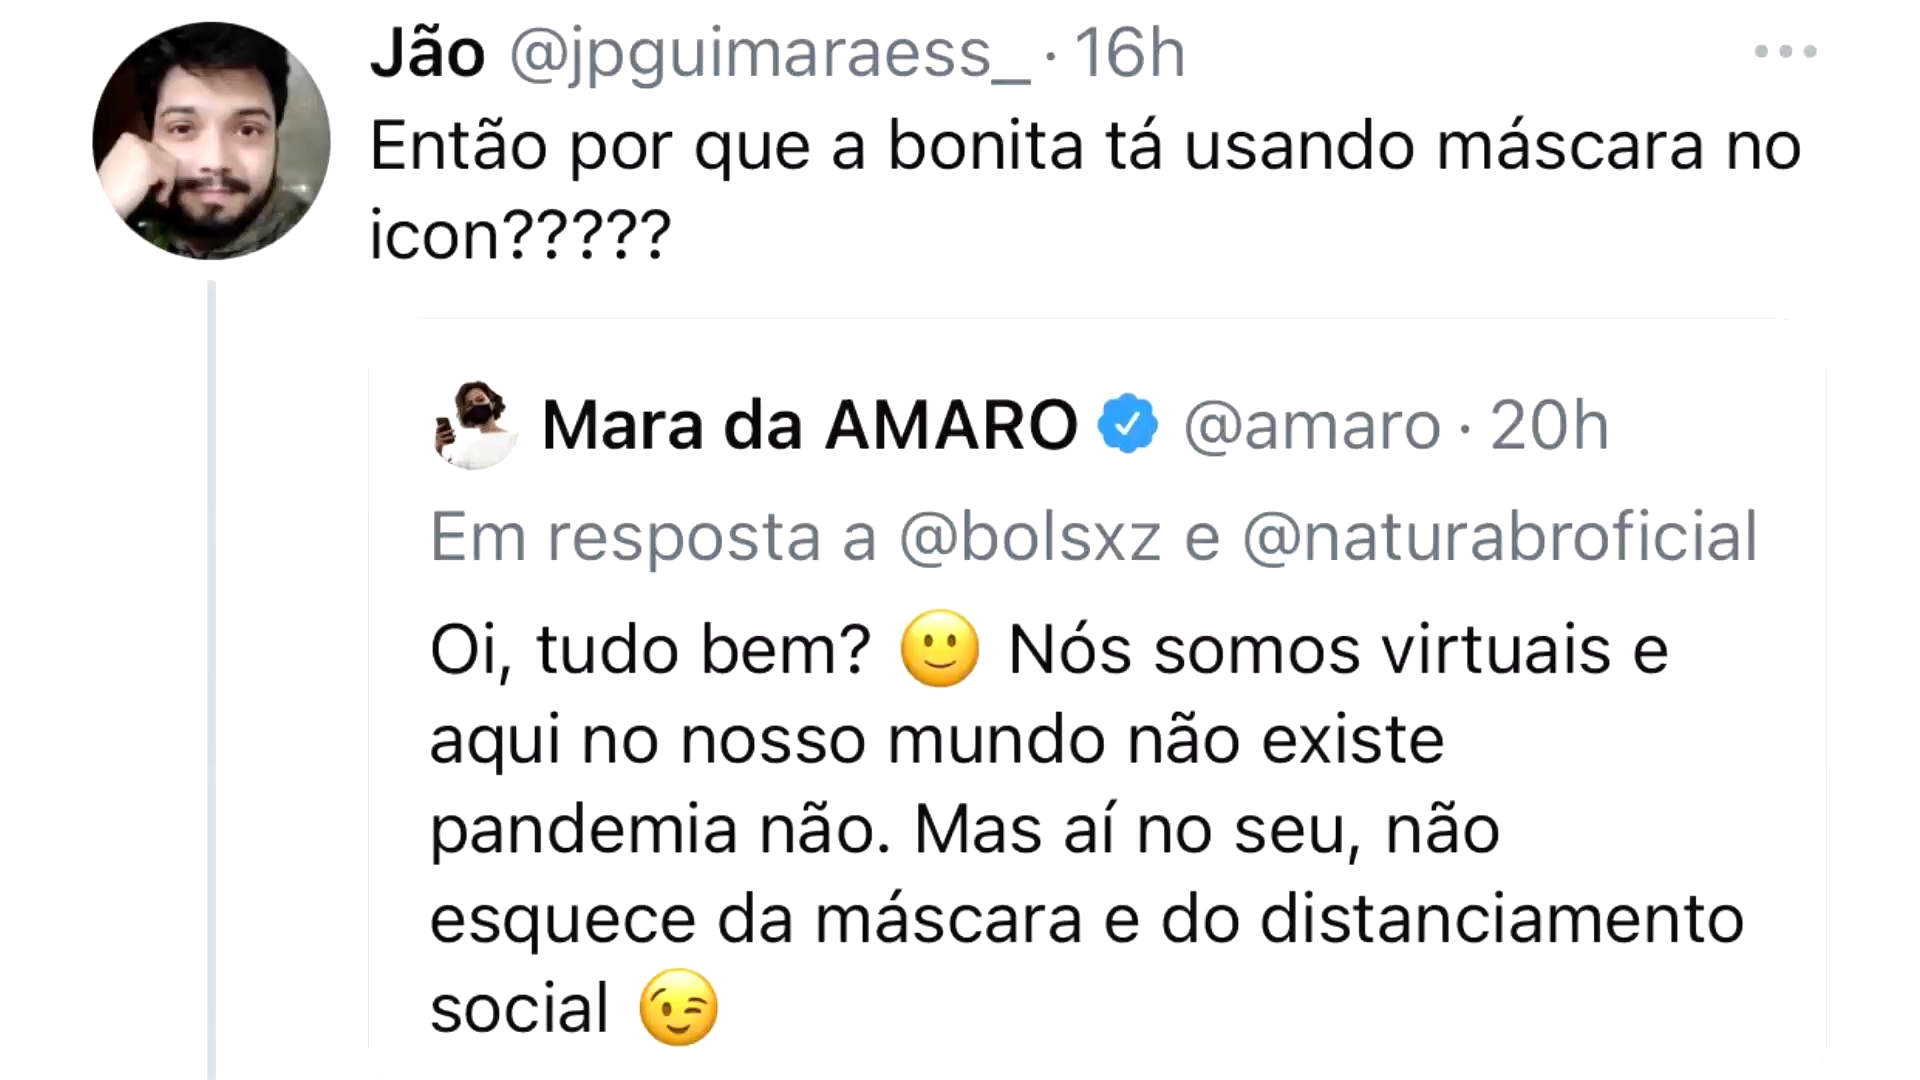 Jão @jpguimaraess_ · 16h
Então por que a bonita tá usando máscara no
icon?????
Mara da AMARO @amaro · 20h
Em resposta a @bolsxz e @naturabroficial
Oi, tudo bem? 🙂 Nós somos virtuais e
aqui no nosso mundo não existe
pandemia não. Mas aí no seu, não
esquece da máscara e do distanciamento
social 😉